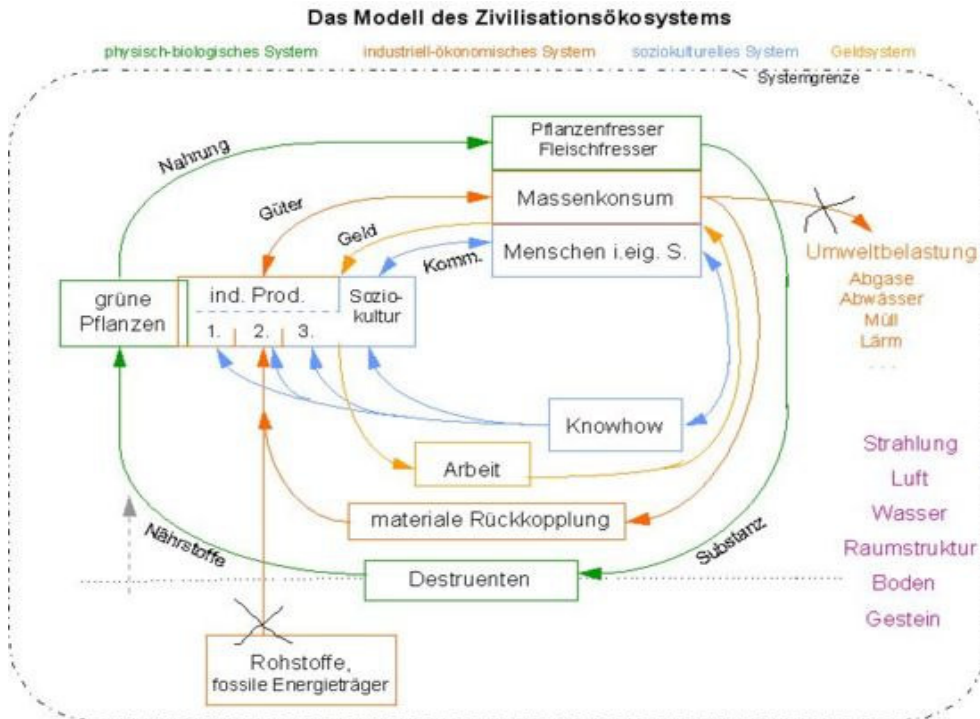 Das Modell des Zivilisationsökosystems
physisch-biologisches System industriell-ökonomisches System soziokulturelles System Geldsystem
Systemgrenze
Pflanzenfresser
Fleischfresser
Nahrung
Massenkonsum
Güter
Geld
Menschen i.eig. S.
Komm.
Umweltbelastung
Abgase
Abwässer
Müll
Lärm
. . .
grüne
Pflanzen
ind. Prod.
1. 2. 3.
Sozio-
kultur
Knowhow
Arbeit
materiale Rückkopplung
Nährstoffe
Substanz
Destruenten
Strahlung
Luft
Wasser
Raumstruktur
Boden
Gestein
Rohstoffe,
fossile Energieträger